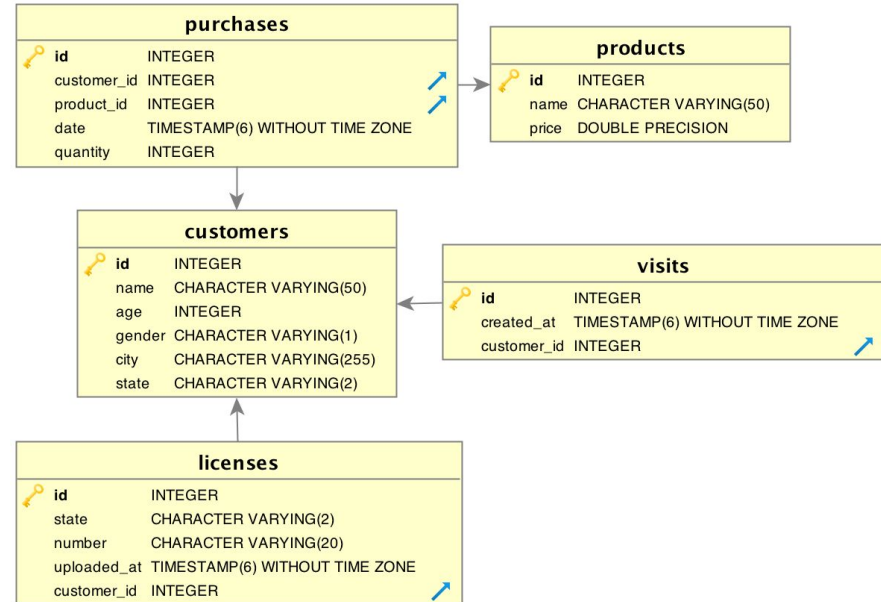 purchases
id INTEGER
customer_id INTEGER
product_id INTEGER
date TIMESTAMP(6) WITHOUT TIME ZONE
quantity INTEGER
products
id INTEGER
name CHARACTER VARYING(50)
price DOUBLE PRECISION
customers
id INTEGER
name CHARACTER VARYING(50)
age INTEGER
gender CHARACTER VARYING(1)
city CHARACTER VARYING(255)
state CHARACTER VARYING(2)
visits
id INTEGER
created_at TIMESTAMP(6) WITHOUT TIME ZONE
customer_id INTEGER
licenses
id INTEGER
state CHARACTER VARYING(2)
number CHARACTER VARYING(20)
uploaded_at TIMESTAMP(6) WITHOUT TIME ZONE
customer_id INTEGER